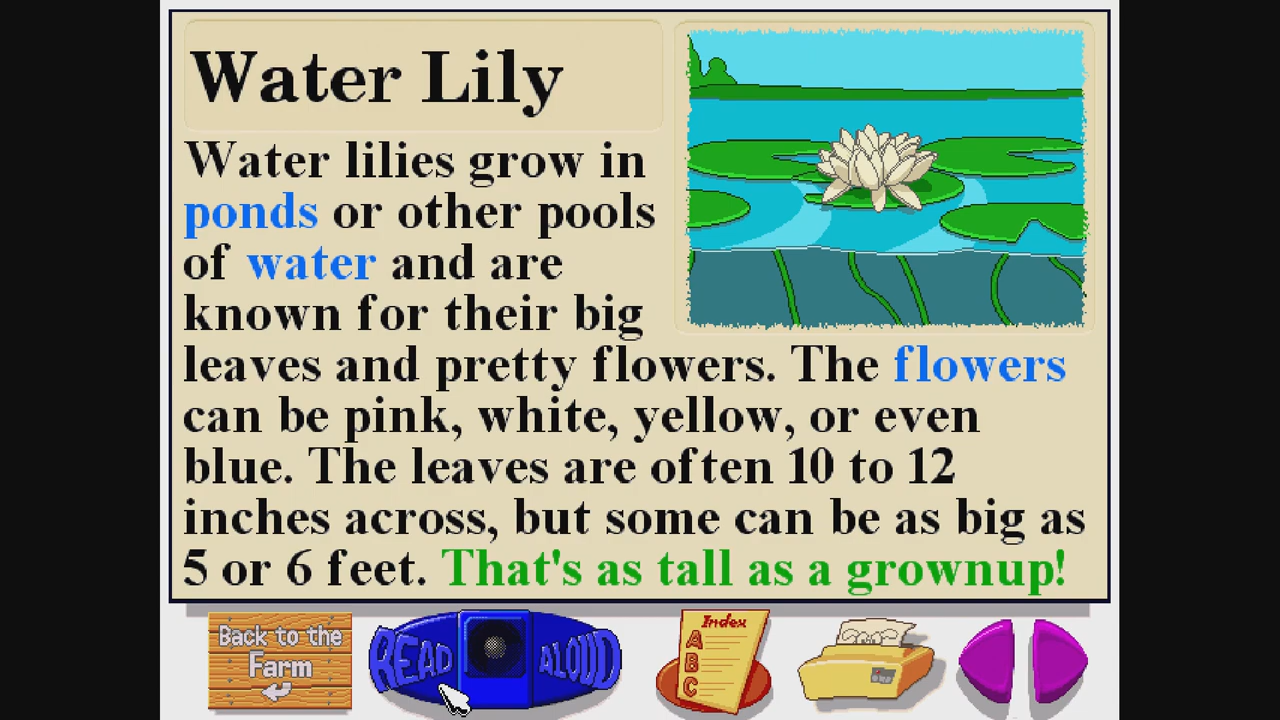 Water Lily
Water lilies grow in
ponds or other pools
of water and are
known for their big
leaves and pretty flowers. The flowers
can be pink, white, yellow, or even
blue. The leaves are often 10 to 12
inches across, but some can be as big as
5 or 6 feet. That's as tall as a grownup!
Back to the
Farm
READ ALOUD
Index
A
B
C